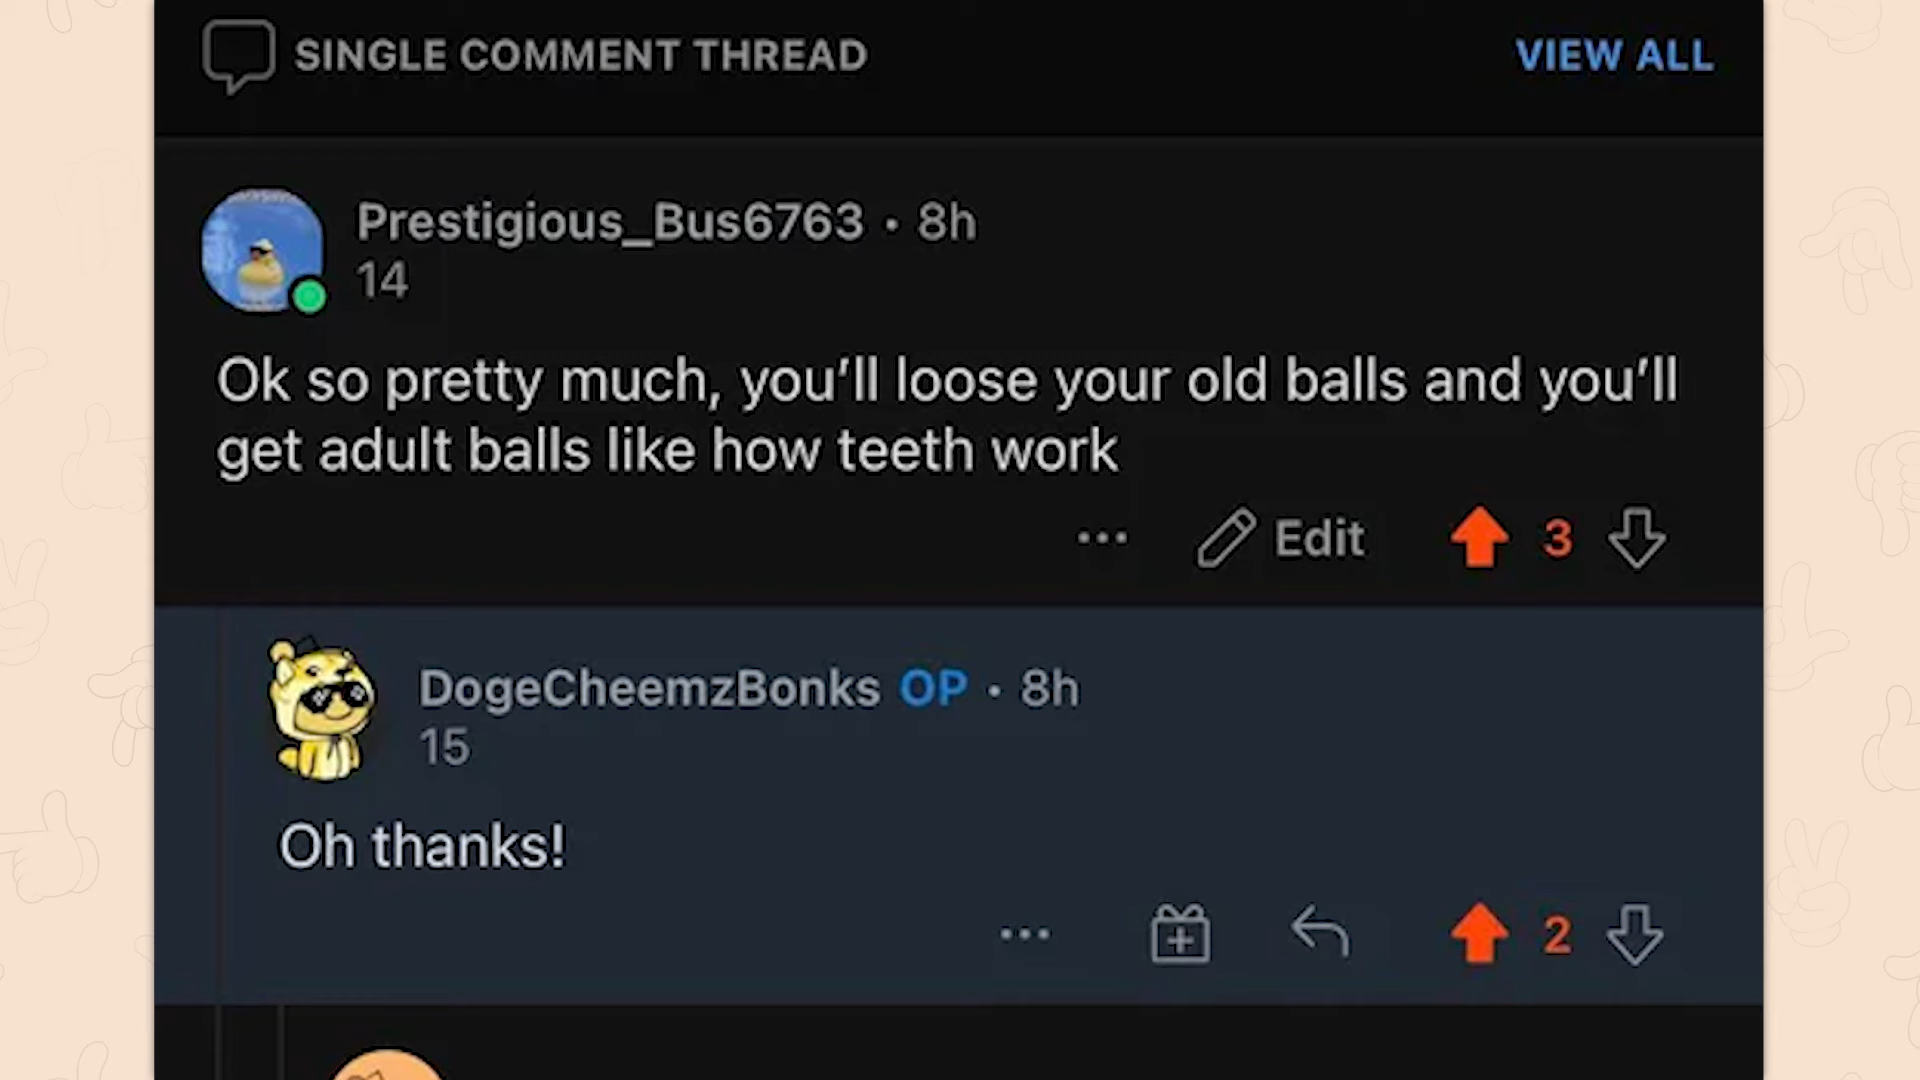 SINGLE COMMENT THREAD
VIEW ALL
Prestigious_Bus6763 · 8h
14
Ok so pretty much, you’ll loose your old balls and you’ll
get adult balls like how teeth work
Edit
3
DogeCheemzBonks OP · 8h
15
Oh thanks!
2